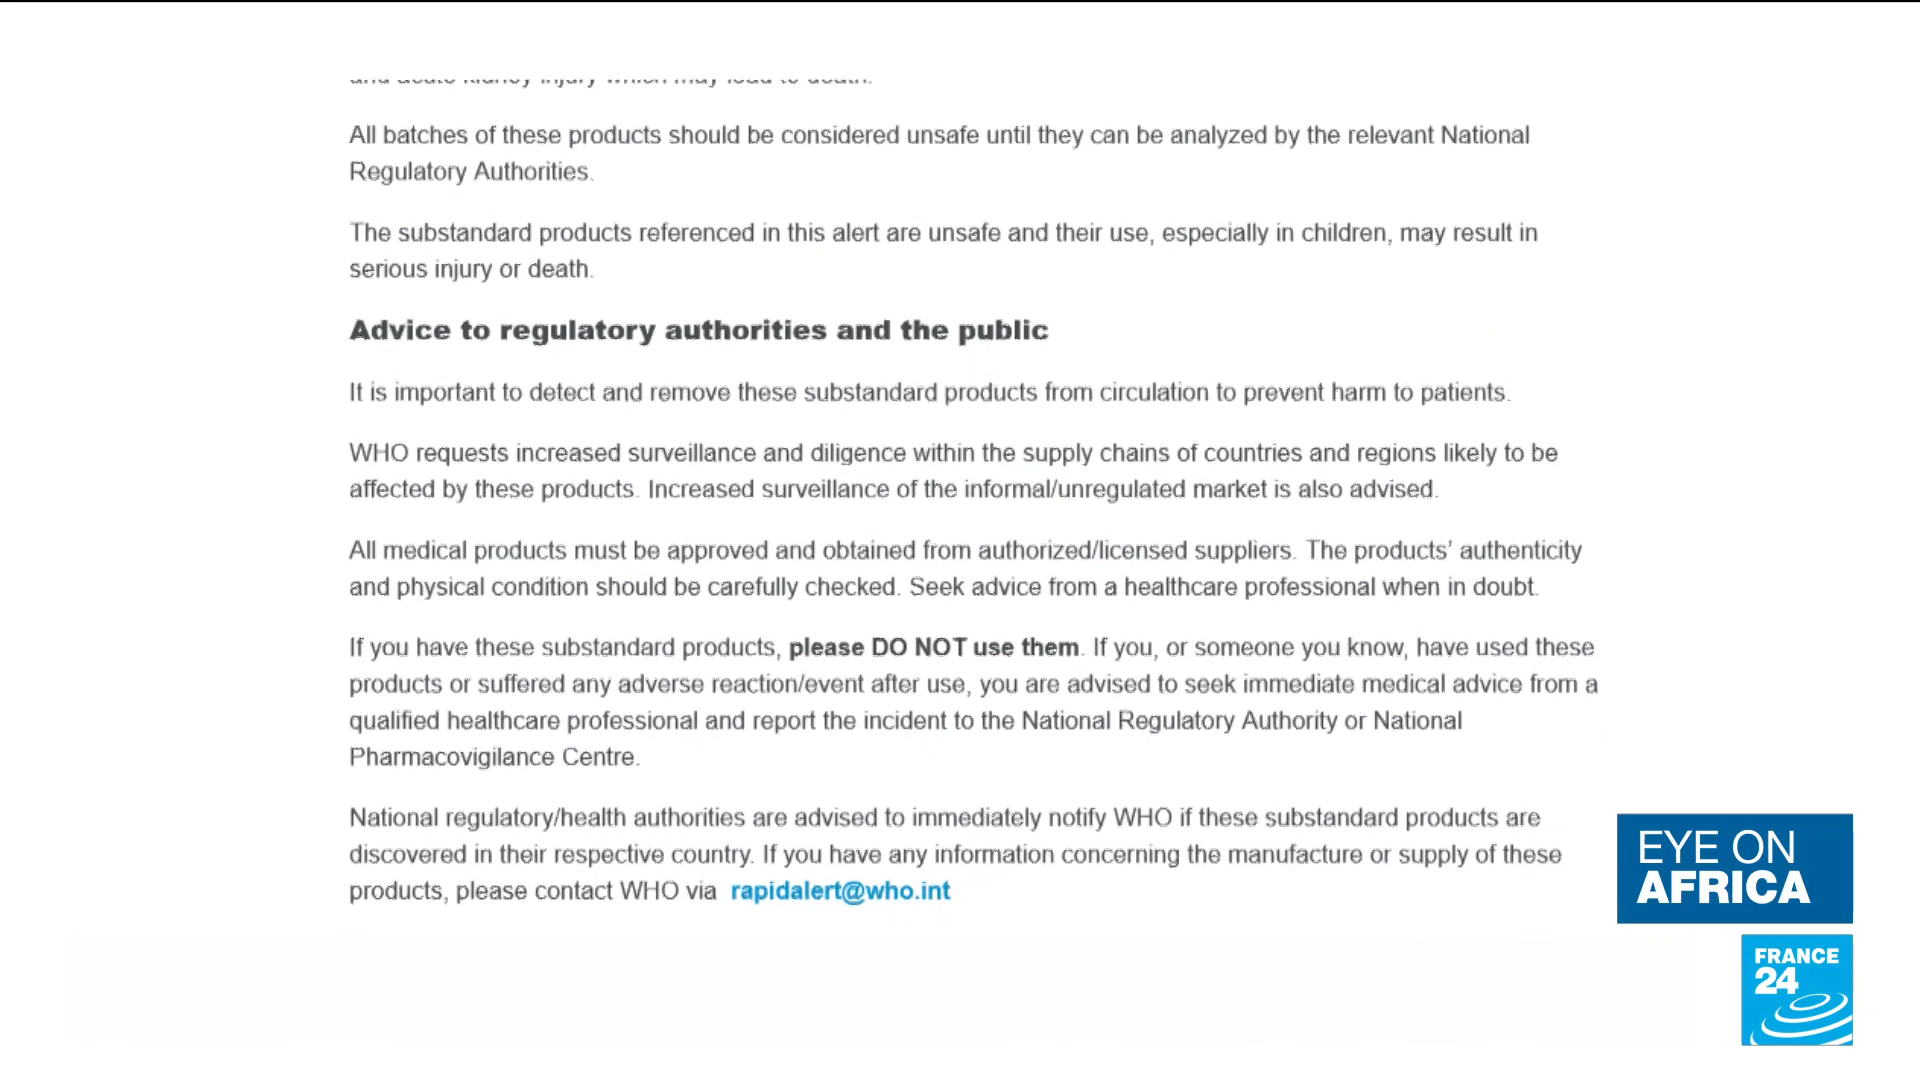 and acute kidney injury which may lead to death.
All batches of these products should be considered unsafe until they can be analyzed by the relevant National
Regulatory Authorities.
The substandard products referenced in this alert are unsafe and their use, especially in children, may result in
serious injury or death.
Advice to regulatory authorities and the public
It is important to detect and remove these substandard products from circulation to prevent harm to patients.
WHO requests increased surveillance and diligence within the supply chains of countries and regions likely to be
affected by these products. Increased surveillance of the informal/unregulated market is also advised.
All medical products must be approved and obtained from authorized/licensed suppliers. The products’ authenticity
and physical condition should be carefully checked. Seek advice from a healthcare professional when in doubt.
If you have these substandard products, please DO NOT use them. If you, or someone you know, have used these
products or suffered any adverse reaction/event after use, you are advised to seek immediate medical advice from a
qualified healthcare professional and report the incident to the National Regulatory Authority or National
Pharmacovigilance Centre.
National regulatory/health authorities are advised to immediately notify WHO if these substandard products are
discovered in their respective country. If you have any information concerning the manufacture or supply of these
products, please contact WHO via rapidalert@who.int
EYE ON
AFRICA
FRANCE
24